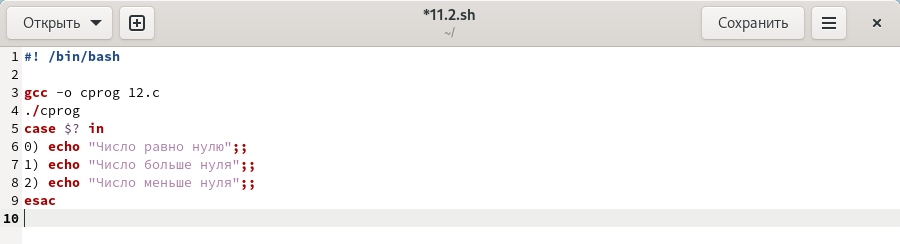 Открыть
*11.2.sh
~/
Сохранить
1 #! /bin/bash
2
3 gcc -o cprog 12.c
4 ./cprog
5 case $? in
6 0) echo "Число равно нулю";;
7 1) echo "Число больше нуля";;
8 2) echo "Число меньше нуля";;
9 esac
10